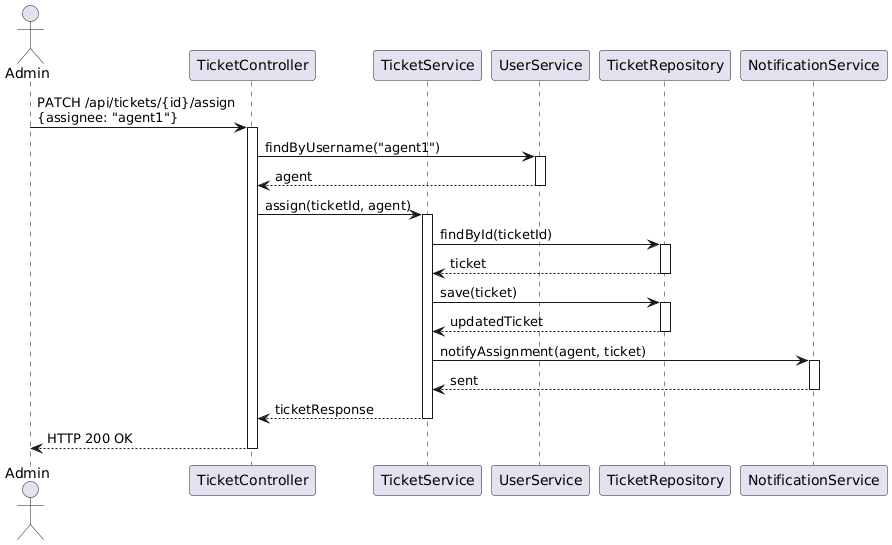 Admin
TicketController
TicketService
UserService
TicketRepository
NotificationService
PATCH /api/tickets/{id}/assign
{assignee: "agent1"}
findByUsername("agent1")
agent
assign(ticketId, agent)
findById(ticketId)
ticket
save(ticket)
updatedTicket
notifyAssignment(agent, ticket)
sent
ticketResponse
HTTP 200 OK
Admin
TicketController
TicketService
UserService
TicketRepository
NotificationService